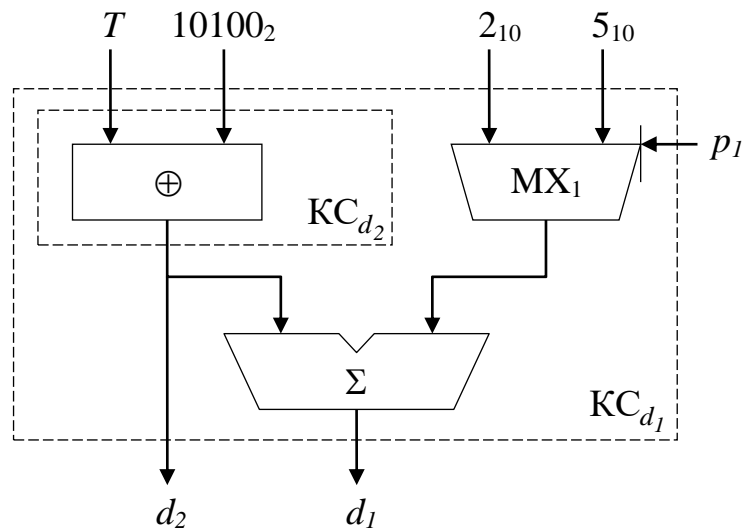 T 10100₂ 2₁₀ 5₁₀
p₁
⊕ MX₁
КС_d₂
Σ
КС_d₁
d₂ d₁